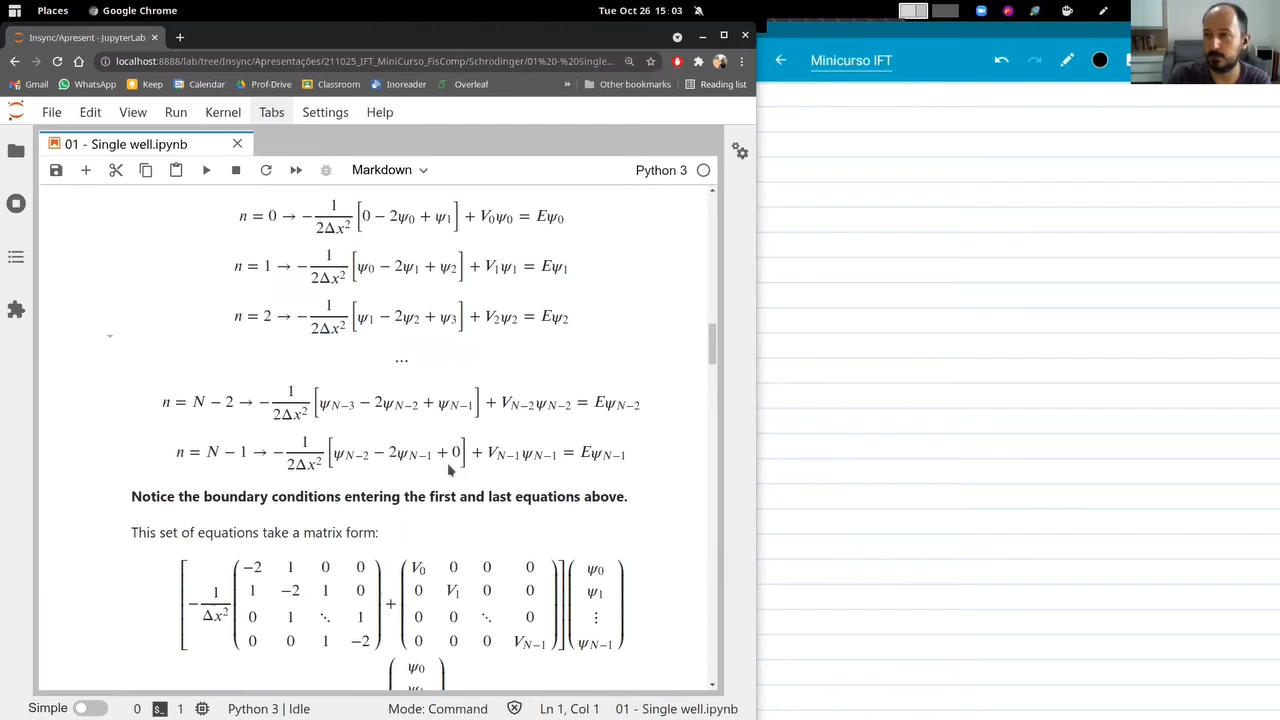 Places Google Chrome Tue Oct 26 15:03
Insync/Apresent - JupyterLab
localhost:8888/lab/tree/Insync/Apresentações/211025_IFT_MiniCurso_FisComp/Schrodinger/01%20-%20Single...
Gmail WhatsApp Keep Calendar Prof-Drive Classroom Inoreader Overleaf » Other bookmarks Reading list
Minicurso IFT
File Edit View Run Kernel Tabs Settings Help
01 - Single well.ipynb
Markdown Python 3
n = 0 → − 1/2Δx² [0 − 2ψ₀ + ψ₁] + V₀ψ₀ = Eψ₀
n = 1 → − 1/2Δx² [ψ₀ − 2ψ₁ + ψ₂] + V₁ψ₁ = Eψ₁
n = 2 → − 1/2Δx² [ψ₁ − 2ψ₂ + ψ₃] + V₂ψ₂ = Eψ₂
...
n = N − 2 → − 1/2Δx² [ψ_{N−3} − 2ψ_{N−2} + ψ_{N−1}] + V_{N−2}ψ_{N−2} = Eψ_{N−2}
n = N − 1 → − 1/2Δx² [ψ_{N−2} − 2ψ_{N−1} + 0] + V_{N−1}ψ_{N−1} = Eψ_{N−1}
Notice the boundary conditions entering the first and last equations above.
This set of equations take a matrix form:
−2 1 0 0 V₀ 0 0 0 ψ₀
− 1/Δx² 1 −2 1 0 + 0 V₁ 0 0 ψ₁
0 1 ⋱ 1 0 0 ⋱ 0 ⋮
0 0 1 −2 0 0 0 V_{N−1} ψ_{N−1}
ψ₀
Simple 0 $_ 1 Python 3 | Idle Mode: Command Ln 1, Col 1 01 - Single well.ipynb